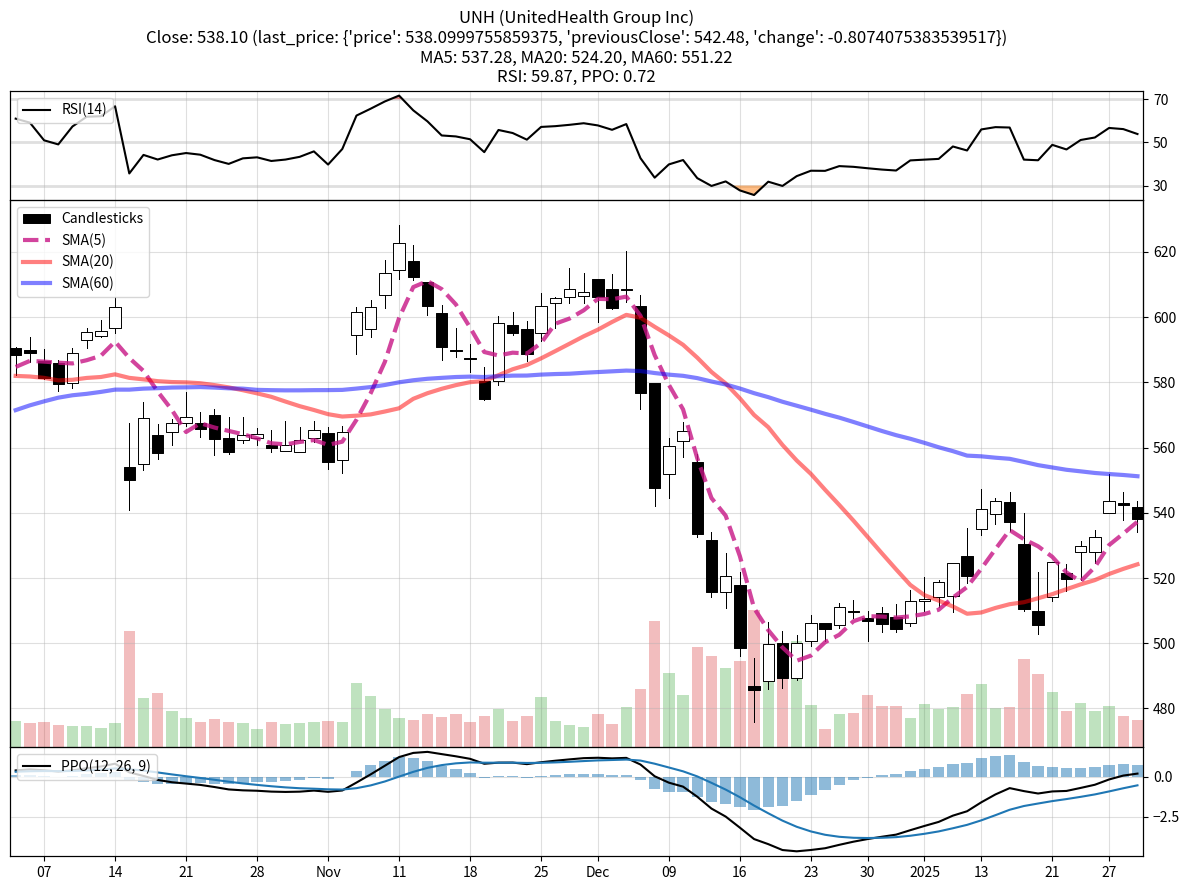 UNH (UnitedHealth Group Inc)
Close: 538.10 (last_price: {'price': 538.0999755859375, 'previousClose': 542.48, 'change': -0.8074075383539517})
MA5: 537.28, MA20: 524.20, MA60: 551.22
RSI: 59.87, PPO: 0.72
RSI(14)
70
50
30
Candlesticks
SMA(5)
SMA(20)
SMA(60)
620
600
580
560
540
520
500
480
PPO(12, 26, 9)
0.0
−2.5
07 14 21 28 Nov 11 18 25 Dec 09 16 23 30 2025 13 21 27